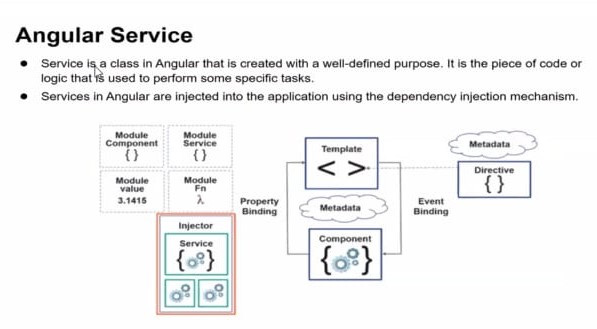 Angular Service
● Service is a class in Angular that is created with a well-defined purpose. It is the piece of code or
logic that is used to perform some specific tasks.
● Services in Angular are injected into the application using the dependency injection mechanism.
Module
Component
{ }
Module
Service
{ }
Module
value
3.1415
Module
Fn
λ
Injector
Service
{ }
Property
Binding
Template
< >
Metadata
Component
{ }
Event
Binding
Metadata
Directive
{ }